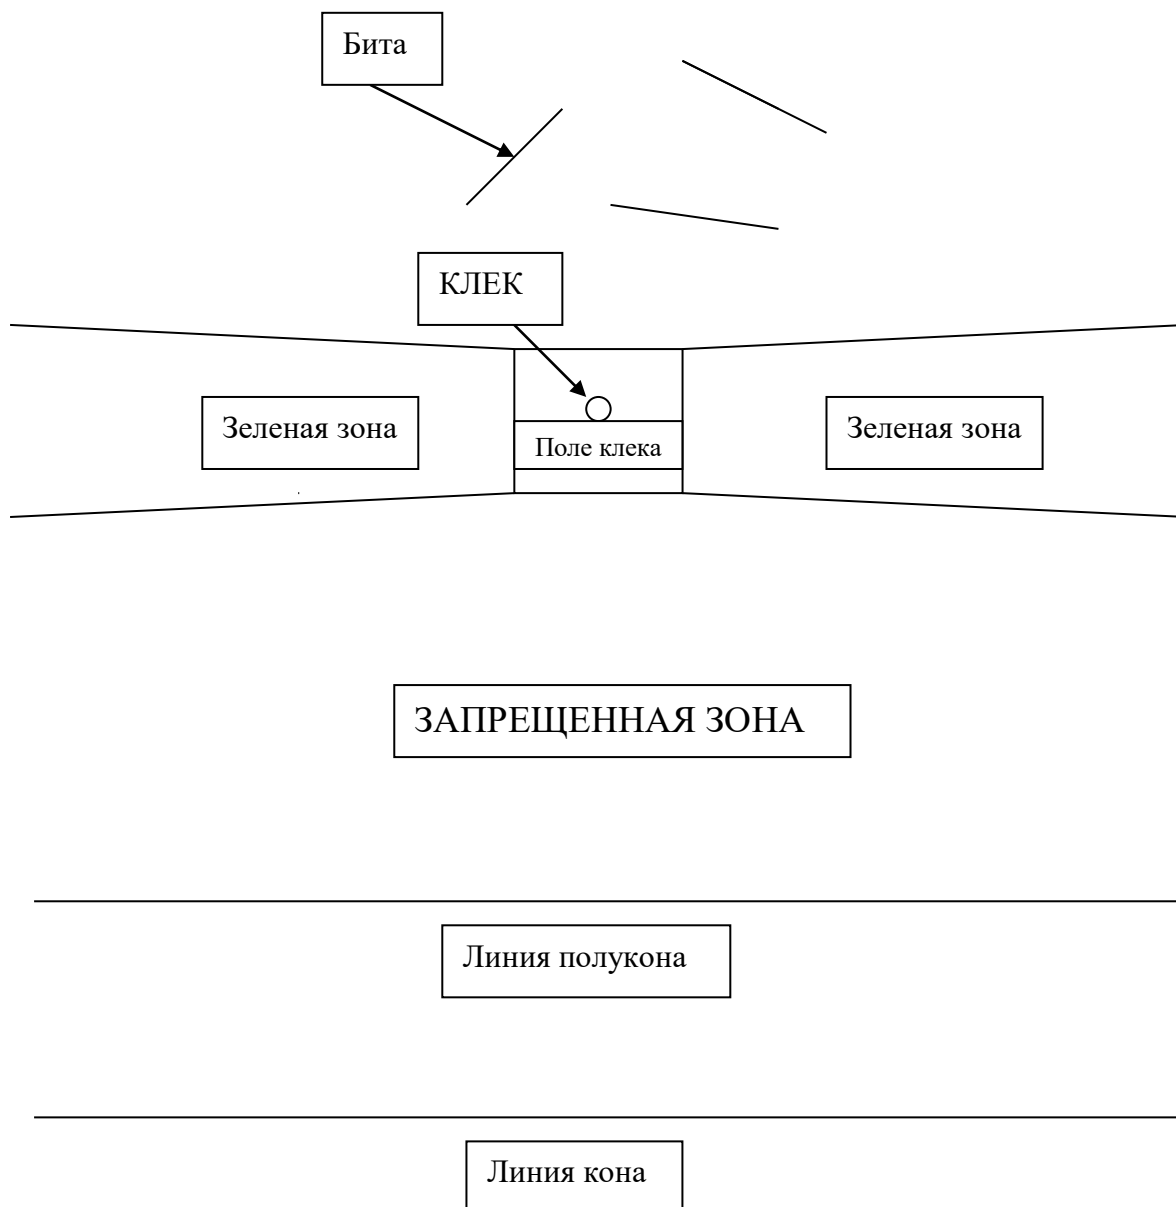 Бита
КЛЕК
Зеленая зона
Зеленая зона
Поле клека
ЗАПРЕЩЕННАЯ ЗОНА
Линия полукона
Линия кона